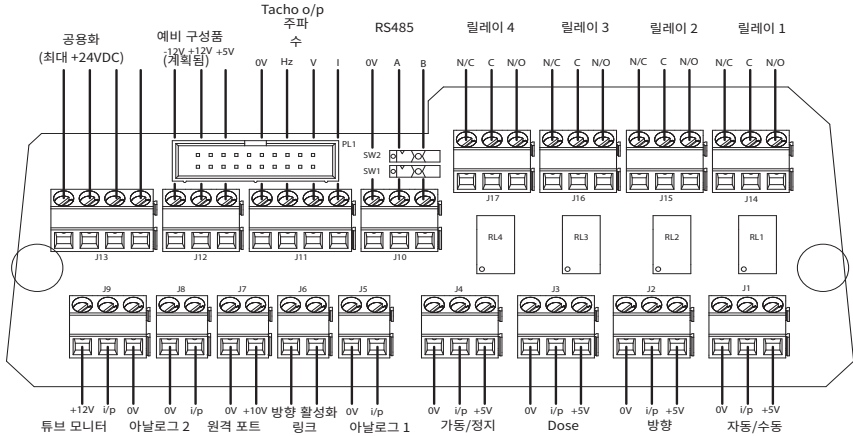 Tacho o/p
주파
수
RS485
릴레이 4
릴레이 3
릴레이 2
릴레이 1
공용화
(최대 +24VDC)
예비 구성품
-12V +12V +5V
(계획됨)
0V Hz V I
0V A B
N/C C N/O
N/C C N/O
N/C C N/O
N/C C N/O
PL1
SW2
SW1
J17
J16
J15
J14
RL4
RL3
RL2
RL1
J13
J12
J11
J10
J9
J8
J7
J6
J5
J4
J3
J2
J1
+12V i/p 0V
0V i/p
0V +10V
방향 활성화
링크
0V i/p
0V i/p +5V
0V i/p +5V
0V i/p +5V
0V i/p +5V
튜브 모니터
아날로그 2
원격 포트
아날로그 1
가동/정지
Dose
방향
자동/수동